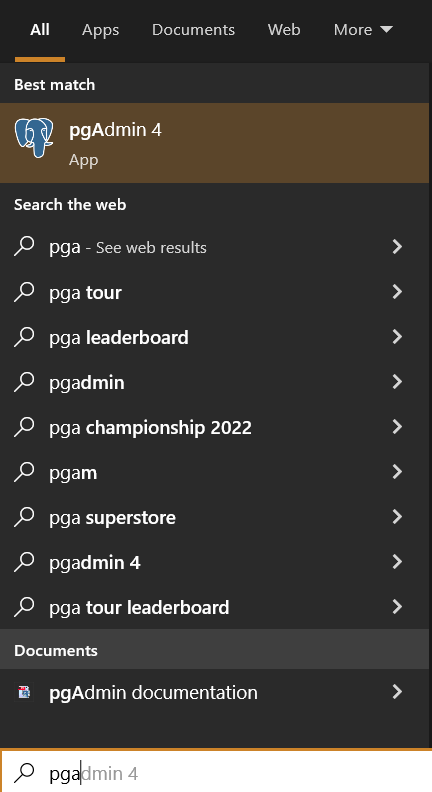 All Apps Documents Web More
Best match
pgAdmin 4
App
Search the web
pga - See web results
pga tour
pga leaderboard
pgadmin
pga championship 2022
pgam
pga superstore
pgadmin 4
pga tour leaderboard
Documents
pgAdmin documentation
pgadmin 4